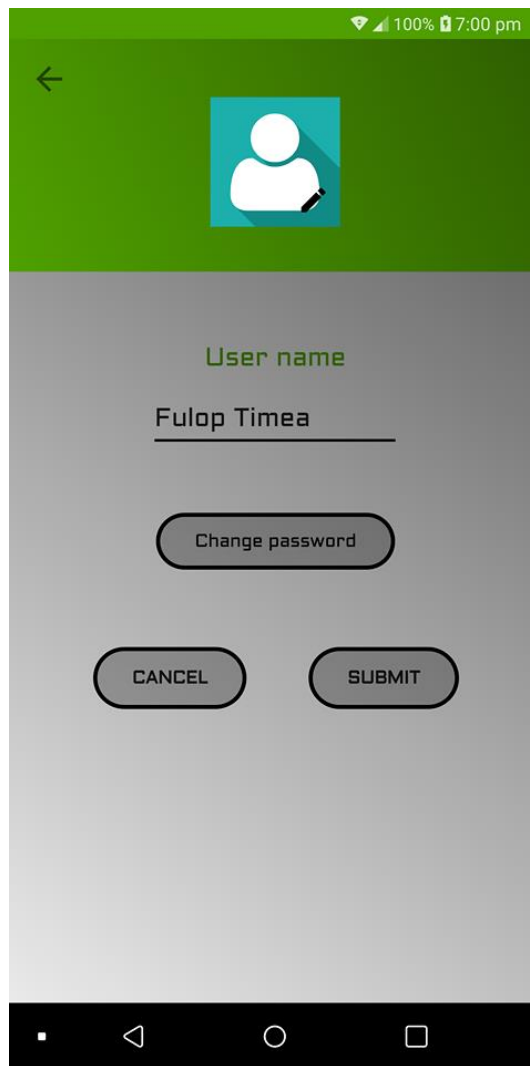 100% 7:00 pm
User name
Fulop Timea
Change password
CANCEL SUBMIT